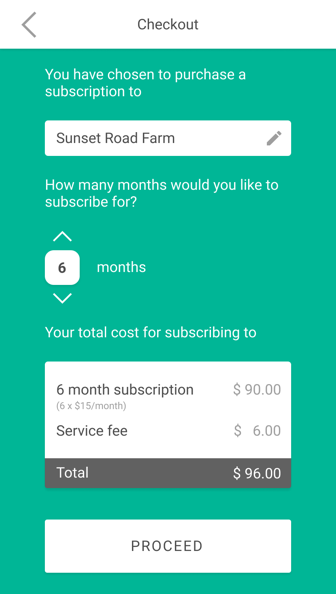 Checkout
You have chosen to purchase a
subscription to
Sunset Road Farm
How many months would you like to
subscribe for?
6 months
Your total cost for subscribing to
6 month subscription $ 90.00
(6 x $15/month)
Service fee $ 6.00
Total $ 96.00
PROCEED